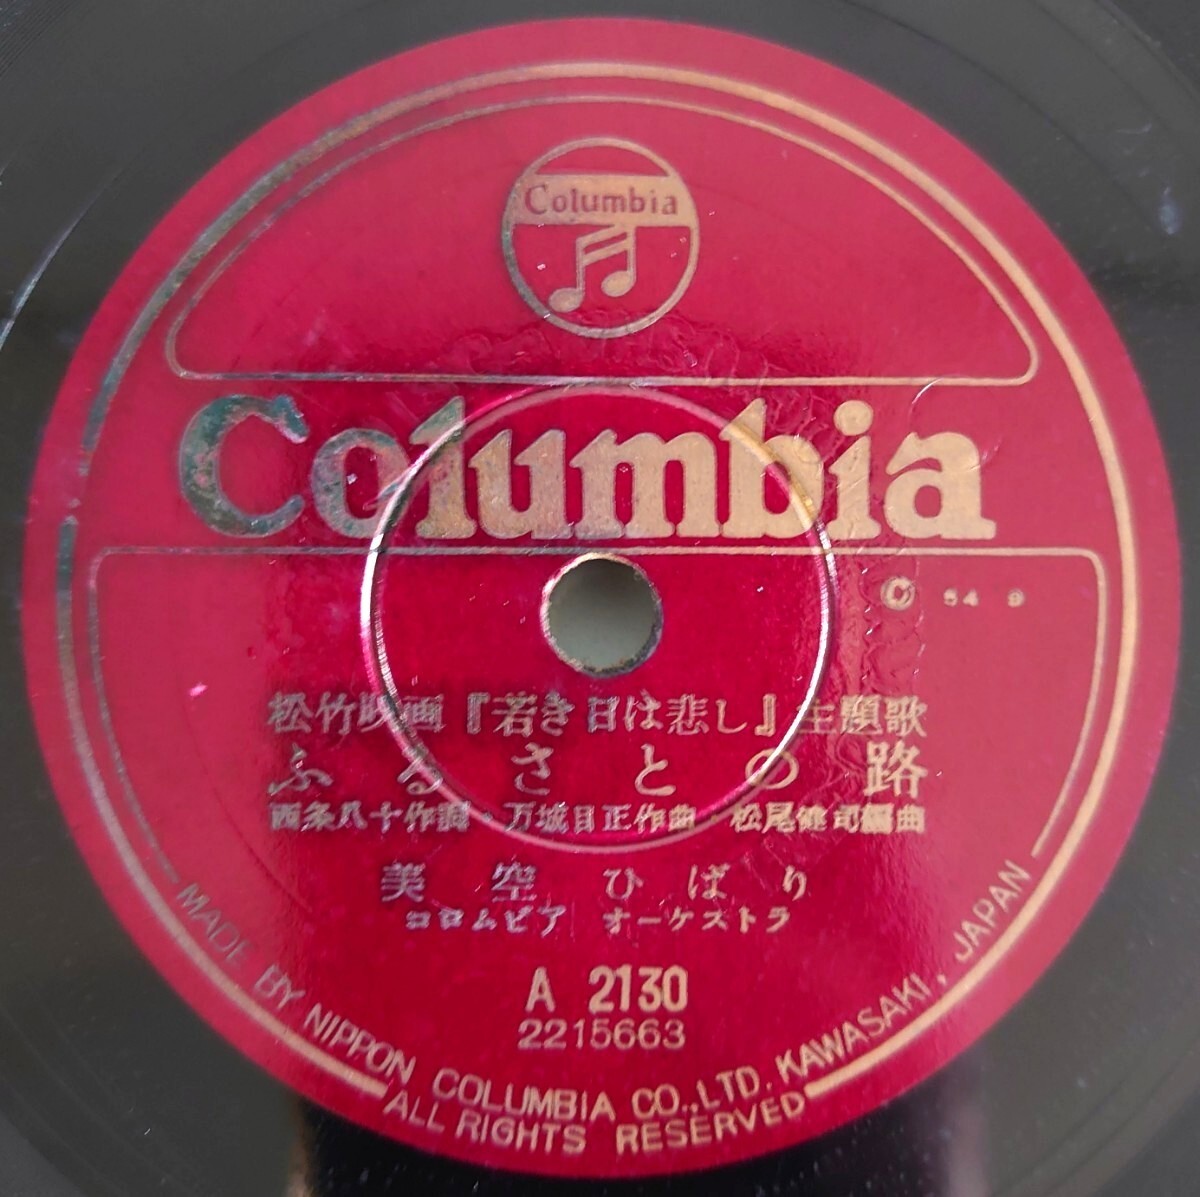 Columbia
Columbia
Ⓒ 54 9
松竹映画『若き日は悲し』主題歌
ふるさとの路
西条八十作詞・万城目正作曲・松尾健司編曲
美空ひばり
コロムビア オーケストラ
A 2130
2215663
MADE BY NIPPON COLUMBIA CO.,LTD. KAWASAKI, JAPAN
ALL RIGHTS RESERVED